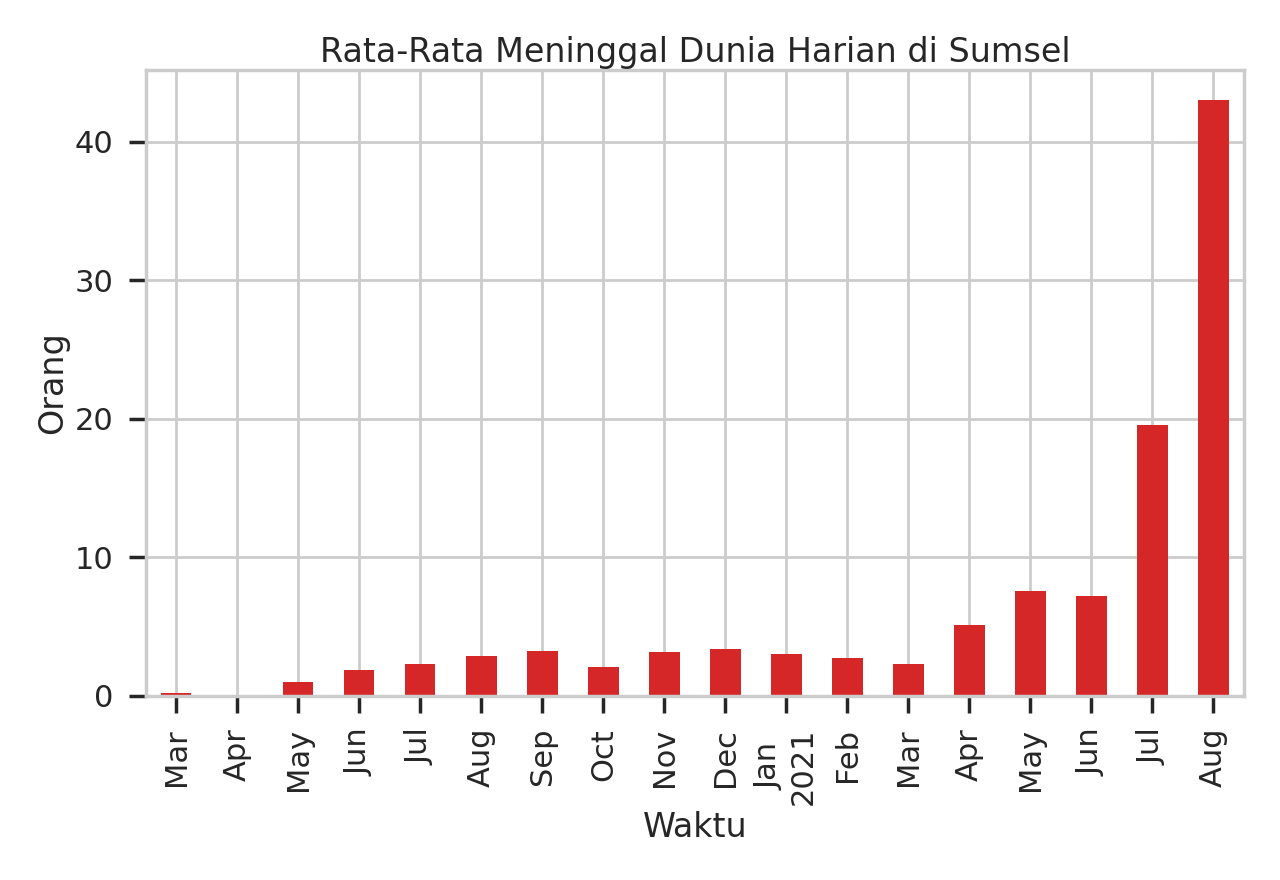 Rata-Rata Meninggal Dunia Harian di Sumsel
Orang
40
30
20
10
0
Mar
Apr
May
Jun
Jul
Aug
Sep
Oct
Nov
Dec
Jan
2021
Feb
Mar
Apr
May
Jun
Jul
Aug
Waktu